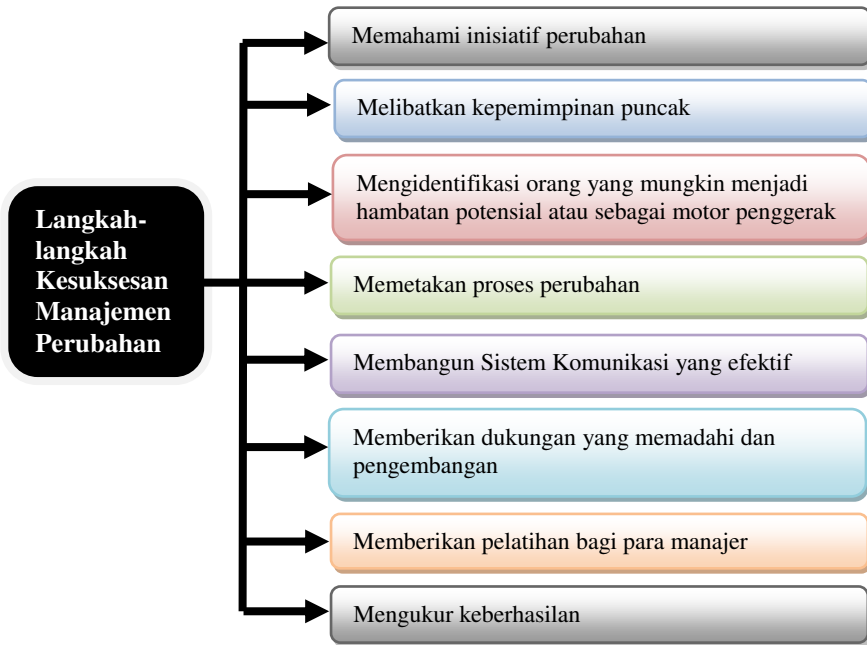 Langkah-
langkah
Kesuksesan
Manajemen
Perubahan
Memahami inisiatif perubahan
Melibatkan kepemimpinan puncak
Mengidentifikasi orang yang mungkin menjadi
hambatan potensial atau sebagai motor penggerak
Memetakan proses perubahan
Membangun Sistem Komunikasi yang efektif
Memberikan dukungan yang memadahi dan
pengembangan
Memberikan pelatihan bagi para manajer
Mengukur keberhasilan